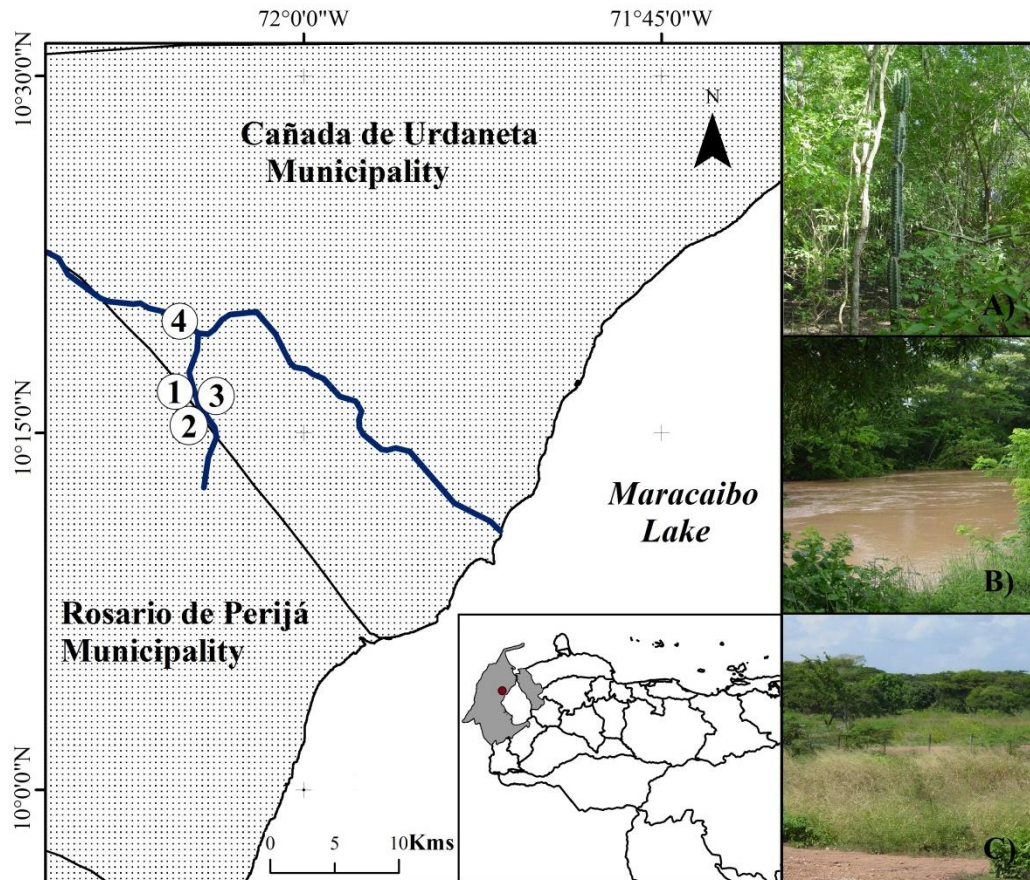 72°0'0"W
71°45'0"W
10°30'0"N
N
A)
Cañada de Urdaneta
Municipality
4
1
3
2
10°15'0"N
Maracaibo
Lake
B)
Rosario de Perijá
Municipality
10°0'0"N
0 5 10Kms
C)